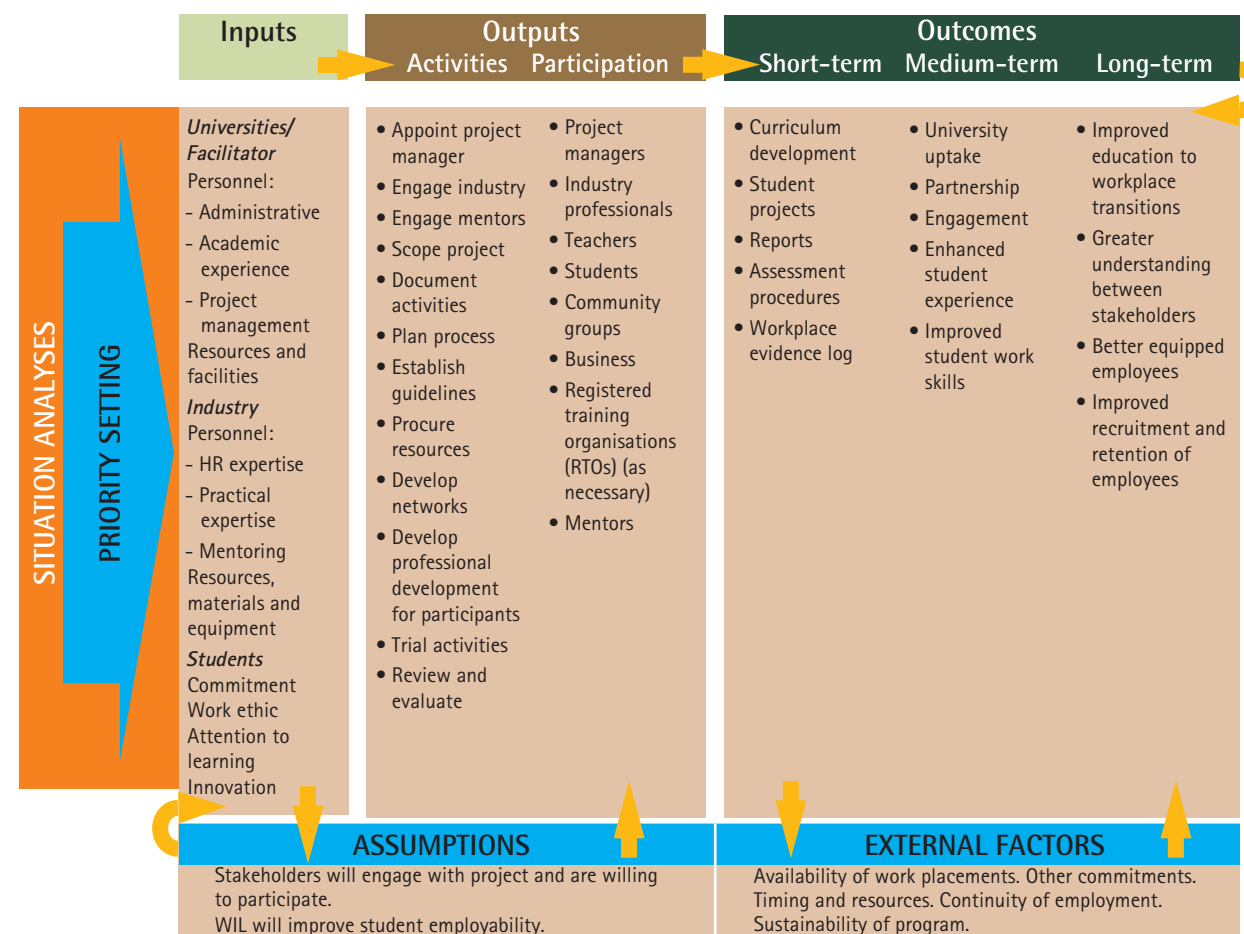 Inputs
Outputs
Activities Participation
Outcomes
Short-term Medium-term Long-term
SITUATION ANALYSES
PRIORITY SETTING
Universities/
Facilitator
Personnel:
- Administrative
- Academic
experience
- Project
management
Resources and
facilities
Industry
Personnel:
- HR expertise
- Practical
expertise
- Mentoring
Resources,
materials and
equipment
Students
Commitment
Work ethic
Attention to
learning
Innovation
• Appoint project
manager
• Engage industry
• Engage mentors
• Scope project
• Document
activities
• Plan process
• Establish
guidelines
• Procure
resources
• Develop
networks
• Develop
professional
development
for participants
• Trial activities
• Review and
evaluate
• Project
managers
• Industry
professionals
• Teachers
• Students
• Community
groups
• Business
• Registered
training
organisations
(RTOs) (as
necessary)
• Mentors
• Curriculum
development
• Student
projects
• Reports
• Assessment
procedures
• Workplace
evidence log
• University
uptake
• Partnership
• Engagement
• Enhanced
student
experience
• Improved
student work
skills
• Improved
education to
workplace
transitions
• Greater
understanding
between
stakeholders
• Better equipped
employees
• Improved
recruitment and
retention of
employees
ASSUMPTIONS
Stakeholders will engage with project and are willing
to participate.
WIL will improve student employability.
EXTERNAL FACTORS
Availability of work placements. Other commitments.
Timing and resources. Continuity of employment.
Sustainability of program.